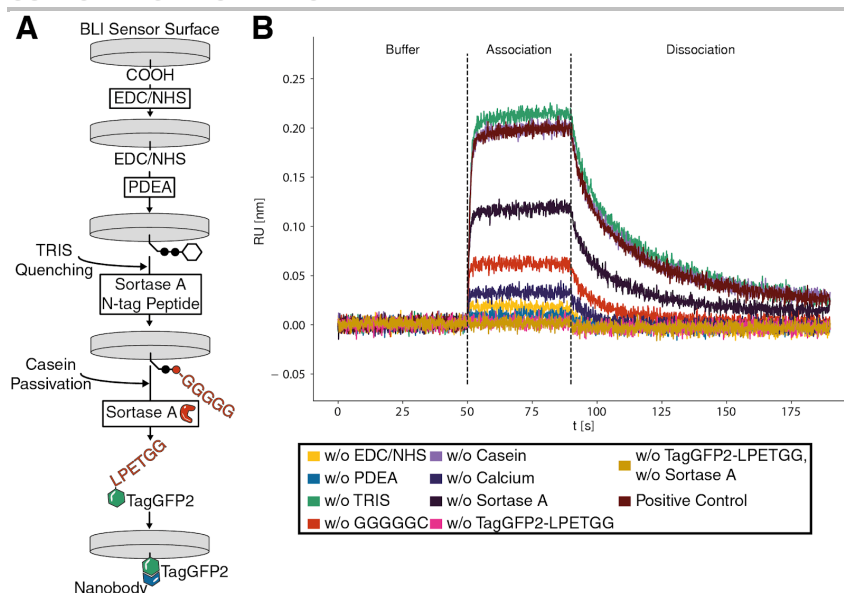 A
BLI Sensor Surface
COOH
EDC/NHS
EDC/NHS
PDEA
TRIS
Quenching
Sortase A
N-tag Peptide
Casein
Passivation
GGGGG
Sortase A
LPETGG
TagGFP2
TagGFP2
Nanobody
B
Buffer
Association
Dissociation
RU [nm]
0.25
0.20
0.15
0.10
0.05
0.00
− 0.05
0 25 50 75 100 125 150 175
t [s]
w/o EDC/NHS
w/o PDEA
w/o TRIS
w/o GGGGGC
w/o Casein
w/o Calcium
w/o Sortase A
w/o TagGFP2-LPETGG
w/o TagGFP2-LPETGG,
w/o Sortase A
Positive Control